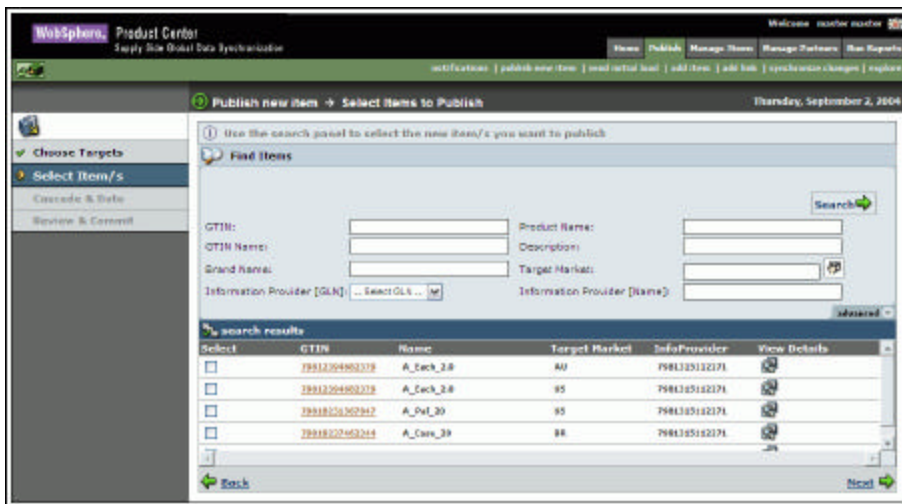 WebSphere. Product Center
Supply Side Global Data Synchronization
Welcome master master
Home Publish Manage Items Manage Partners Run Reports
notifications | publish new item | send initial load | add item | add link | synchronize changes | explore
Publish new item → Select Items to Publish
Thursday, September 2, 2004
Use the search panel to select the new item/s you want to publish
Choose Targets
Select Item/s
Cascade & Date
Review & Commit
Find Items
Search
GTIN:
Product Name:
GTIN Name:
Description:
Brand Name:
Target Market:
Information Provider [GLN]: ... Select GLN ...
Information Provider [Name]:
advanced
search results
Select GTIN Name Target Market InfoProvider View Details
A_Each_2.0 AU
A_Each_2.0
A_Pal_20
A_Case_20 BR
Back
Next